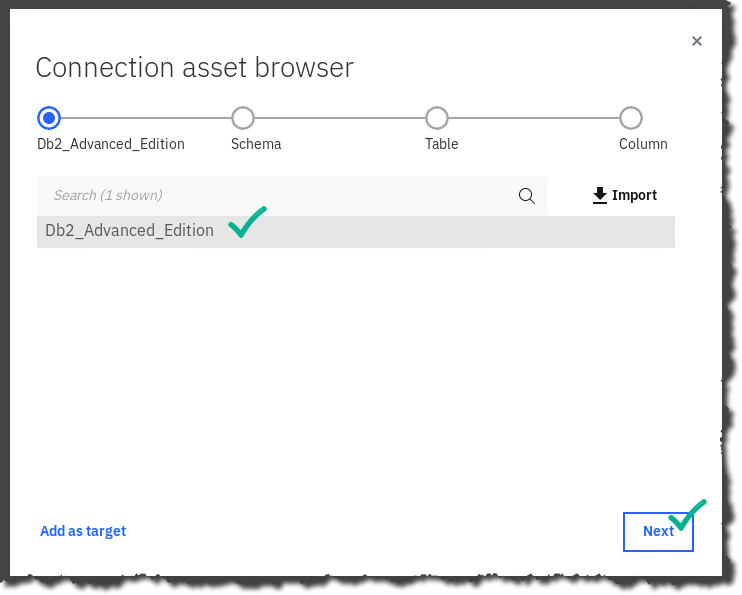 Connection asset browser
Db2_Advanced_Edition Schema Table Column
Search (1 shown) Import
Db2_Advanced_Edition
Add as target Next